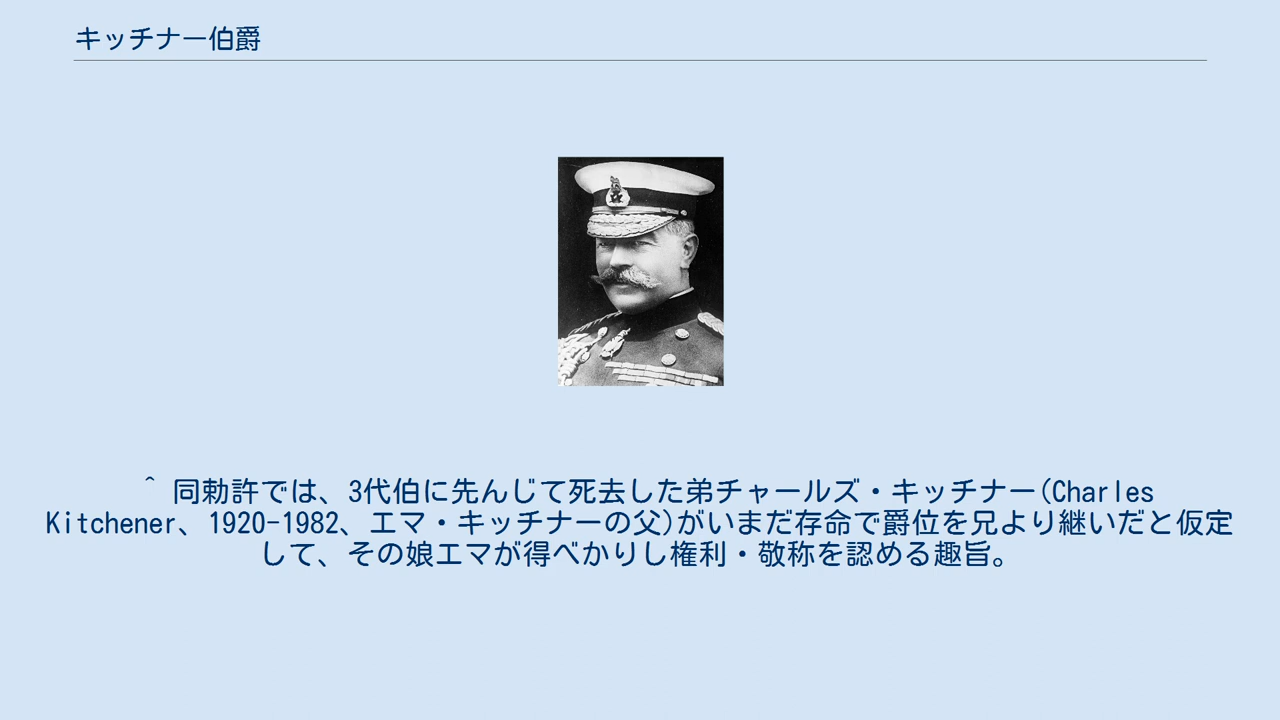 キッチナー伯爵
^ 同勅許では、3代伯に先んじて死去した弟チャールズ・キッチナー(Charles
Kitchener、1920-1982、エマ・キッチナーの父)がいまだ存命で爵位を兄より継いだと仮定
して、その娘エマが得べかりし権利・敬称を認める趣旨。